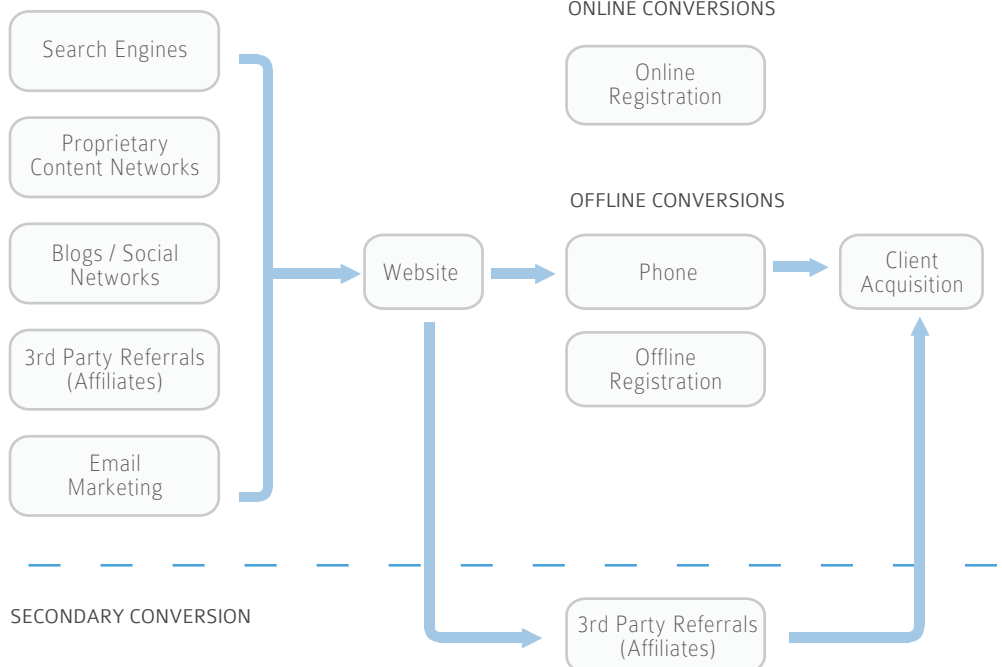 Search Engines
Proprietary
Content Networks
Blogs / Social
Networks
3rd Party Referrals
(Affiliates)
Email
Marketing
Website
ONLINE CONVERSIONS
Online
Registration
OFFLINE CONVERSIONS
Phone
Offline
Registration
Client
Acquisition
SECONDARY CONVERSION
3rd Party Referrals
(Affiliates)